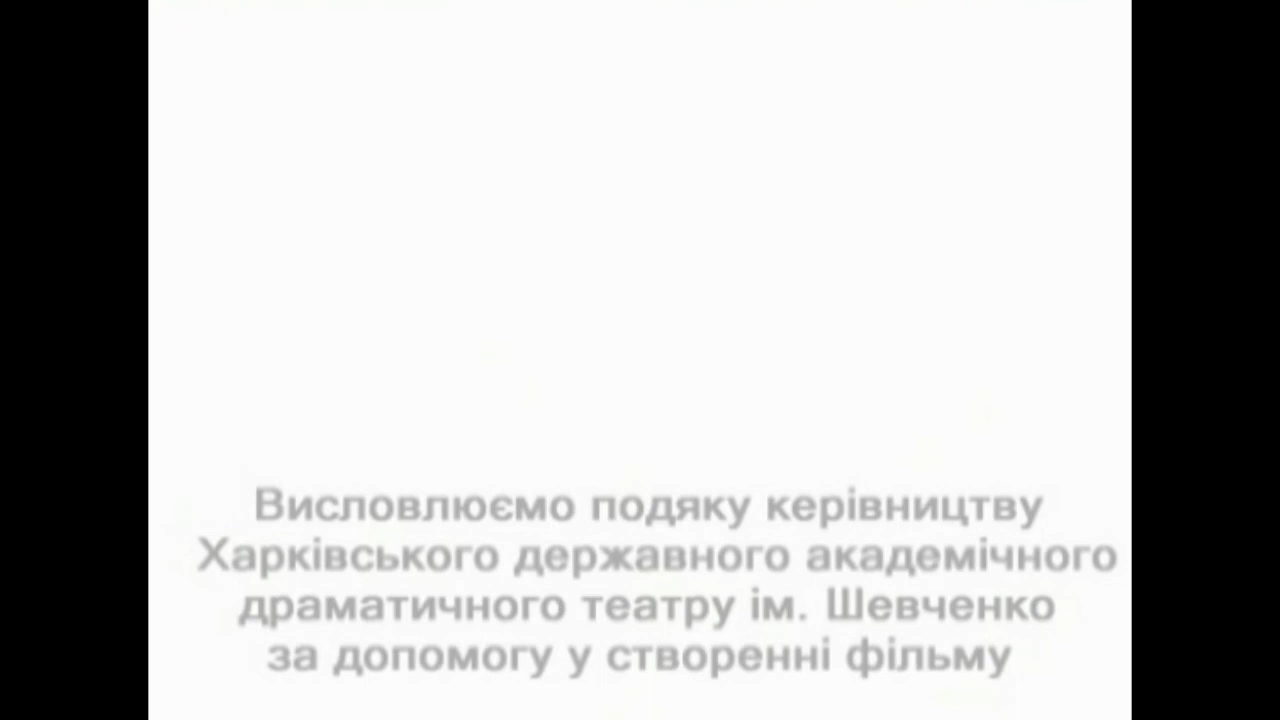 Висловлюємо подяку керівництву
Харківського державного академічного
драматичного театру ім. Шевченко
за допомогу у створенні фільму